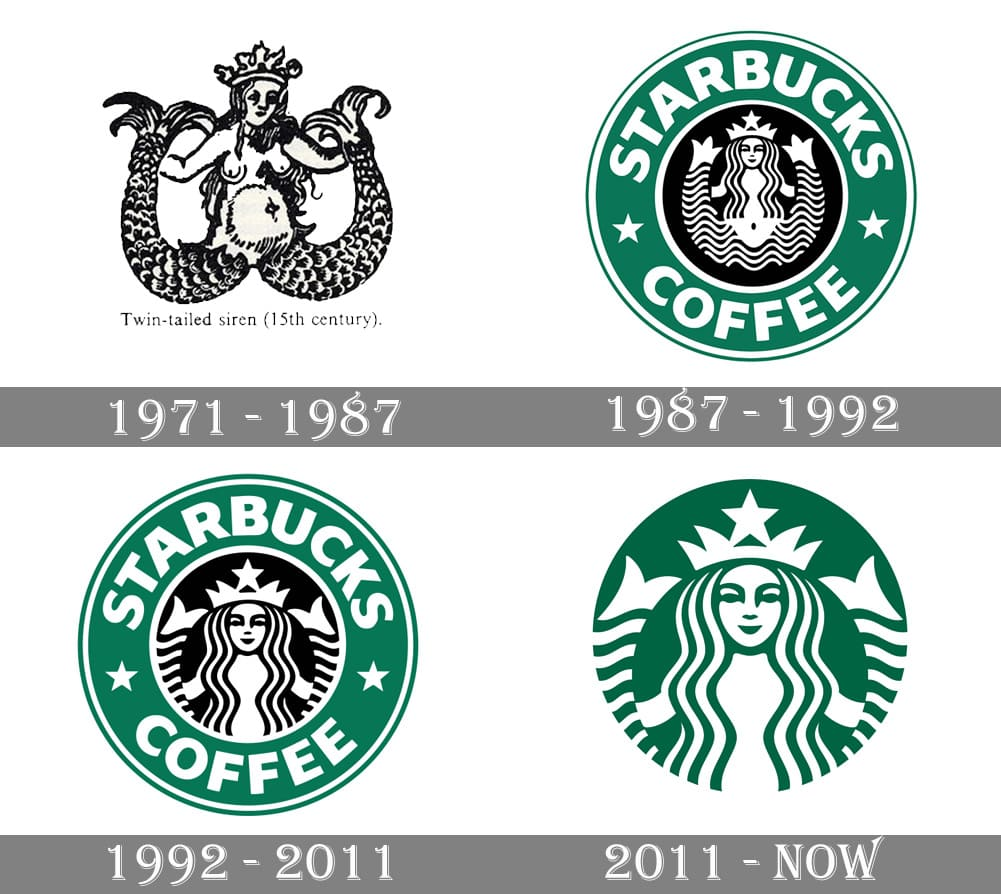 STARBUCKS
COFFEE
Twin-tailed siren (15th century).
1971 - 1987
1987 - 1992
STARBUCKS
COFFEE
1992 - 2011
2011 - NOW